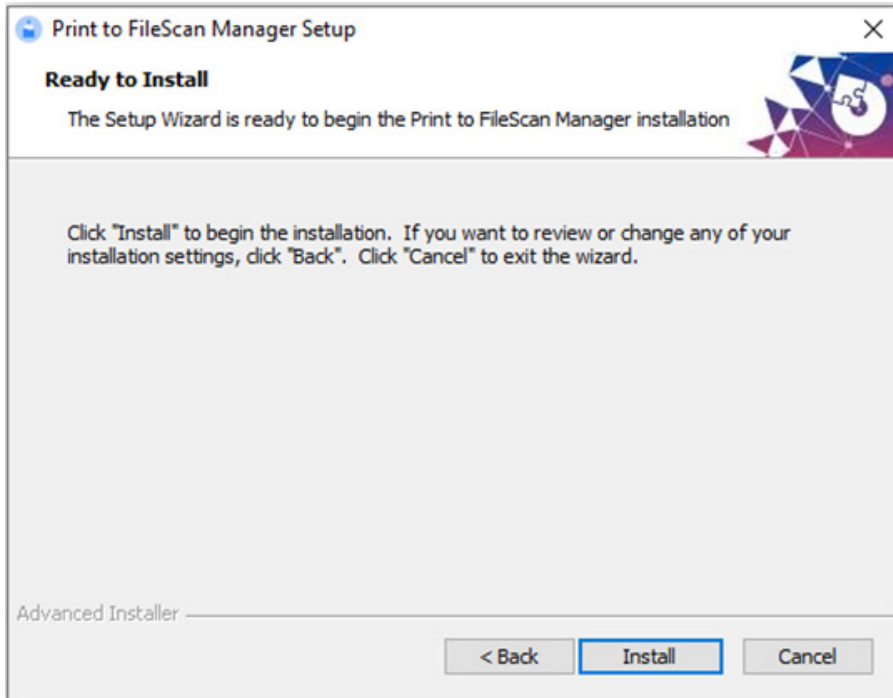 Print to FileScan Manager Setup
Ready to Install
The Setup Wizard is ready to begin the Print to FileScan Manager installation
Click "Install" to begin the installation. If you want to review or change any of your
installation settings, click "Back". Click "Cancel" to exit the wizard.
Advanced Installer
< Back
Install
Cancel